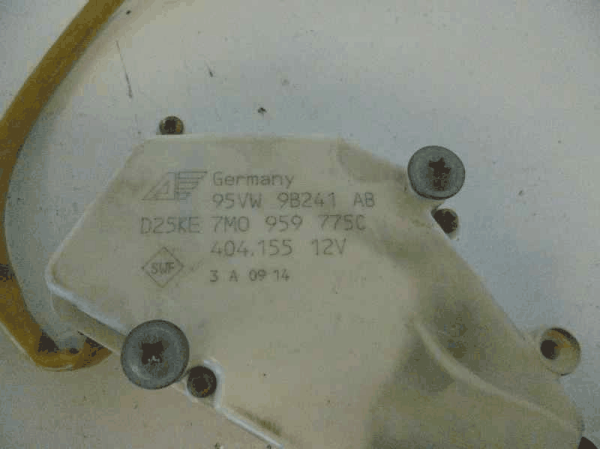 Germany
95VW 9B241 AB
D25KE 7M0 959 775C
404.155 12V
SWF 3 A 09 14